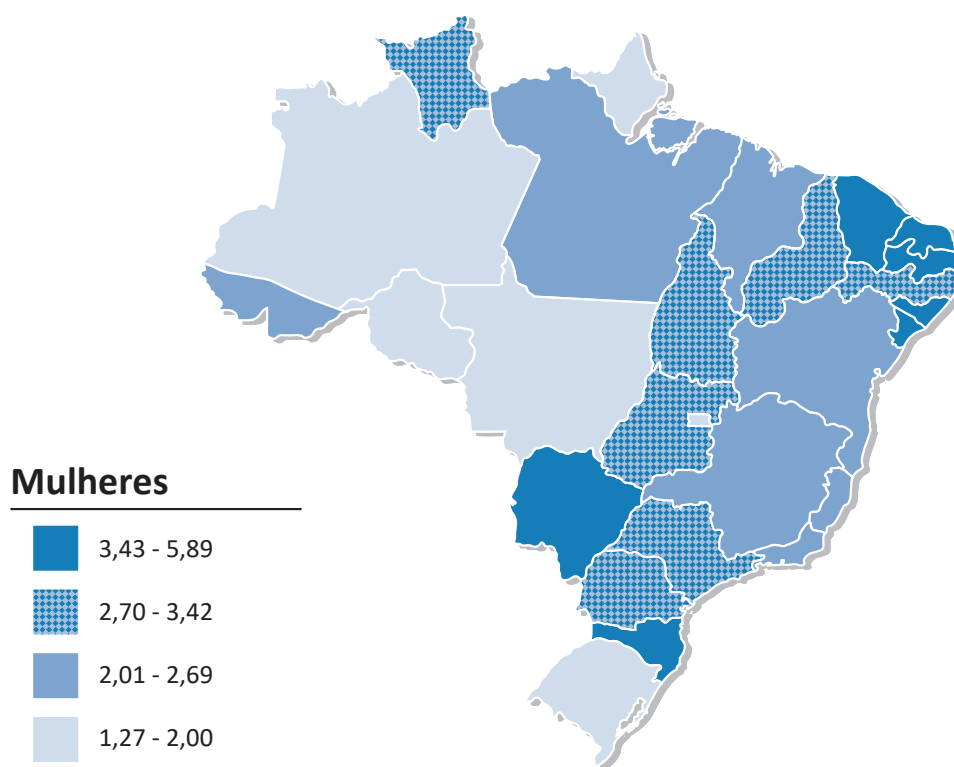 Mulheres
3,43 - 5,89
2,70 - 3,42
2,01 - 2,69
1,27 - 2,00